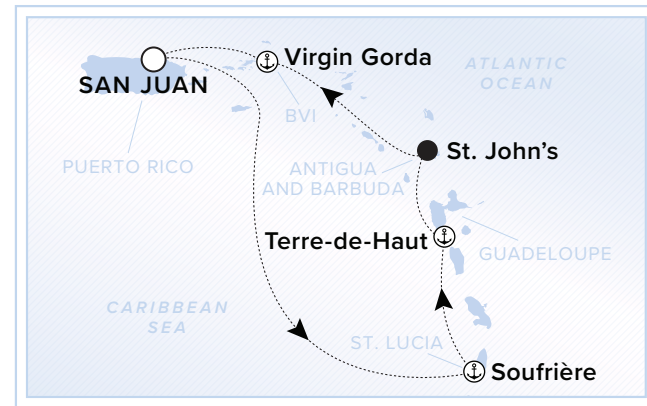 Virgin Gorda
ATLANTIC
OCEAN
SAN JUAN
BVI
St. John's
PUERTO RICO
ANTIGUA
AND BARBUDA
Terre-de-Haut
GUADELOUPE
CARIBBEAN
SEA
ST. LUCIA
Soufrière